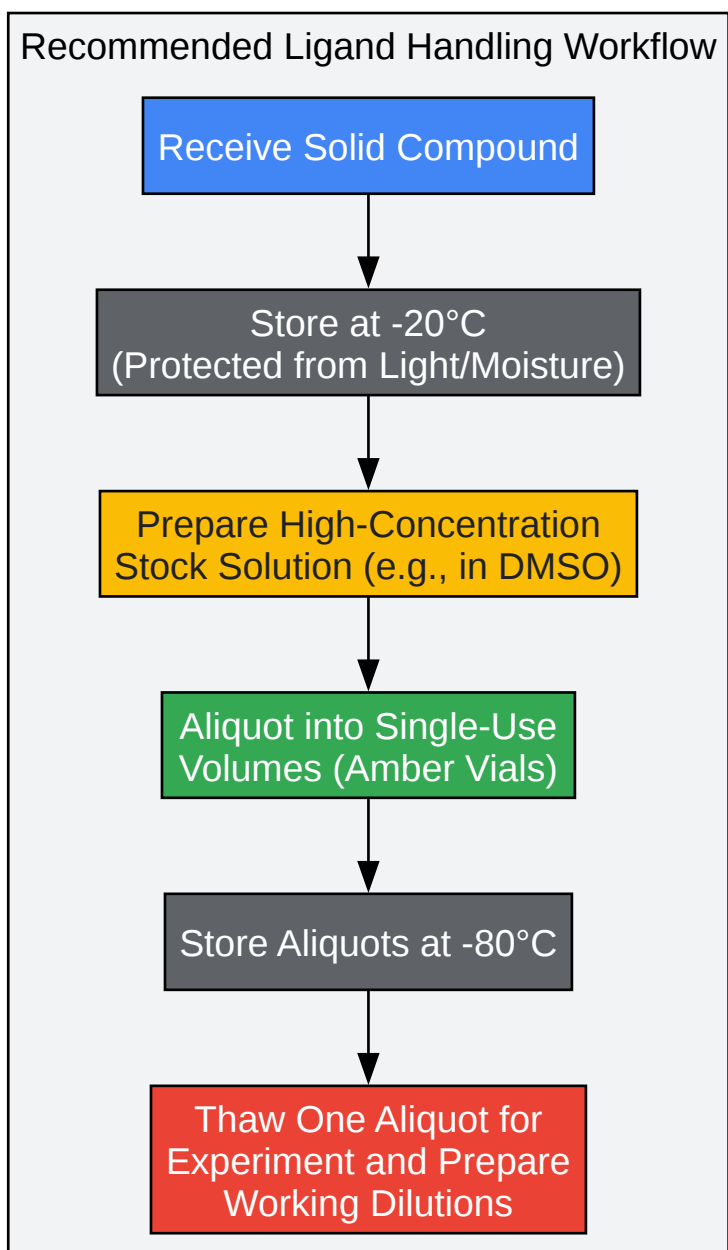 Recommended Ligand Handling Workflow
Receive Solid Compound
Store at -20°C
(Protected from Light/Moisture)
Prepare High-Concentration
Stock Solution (e.g., in DMSO)
Aliquot into Single-Use
Volumes (Amber Vials)
Store Aliquots at -80°C
Thaw One Aliquot for
Experiment and Prepare
Working Dilutions